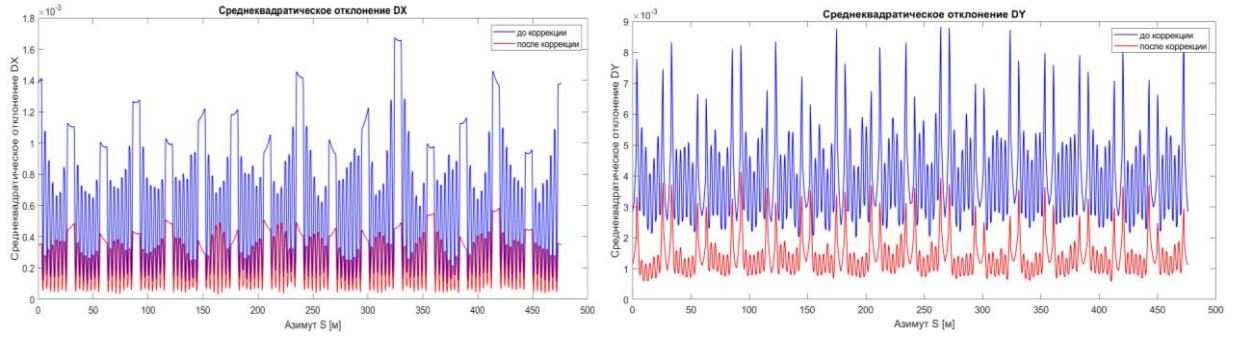 Среднеквадратическое отклонение DX
×10⁻³
1.8
1.6
1.4
1.2
1
0.8
0.6
0.4
0.2
0
Среднеквадратическое отклонение DX
до коррекции
после коррекции
0 50 100 150 200 250 300 350 400 450 500
Азимут S [м]
Среднеквадратическое отклонение DY
×10⁻³
9
8
7
6
5
4
3
2
1
0
Среднеквадратическое отклонение DY
до коррекции
после коррекции
0 50 100 150 200 250 300 350 400 450 500
Азимут S [м]